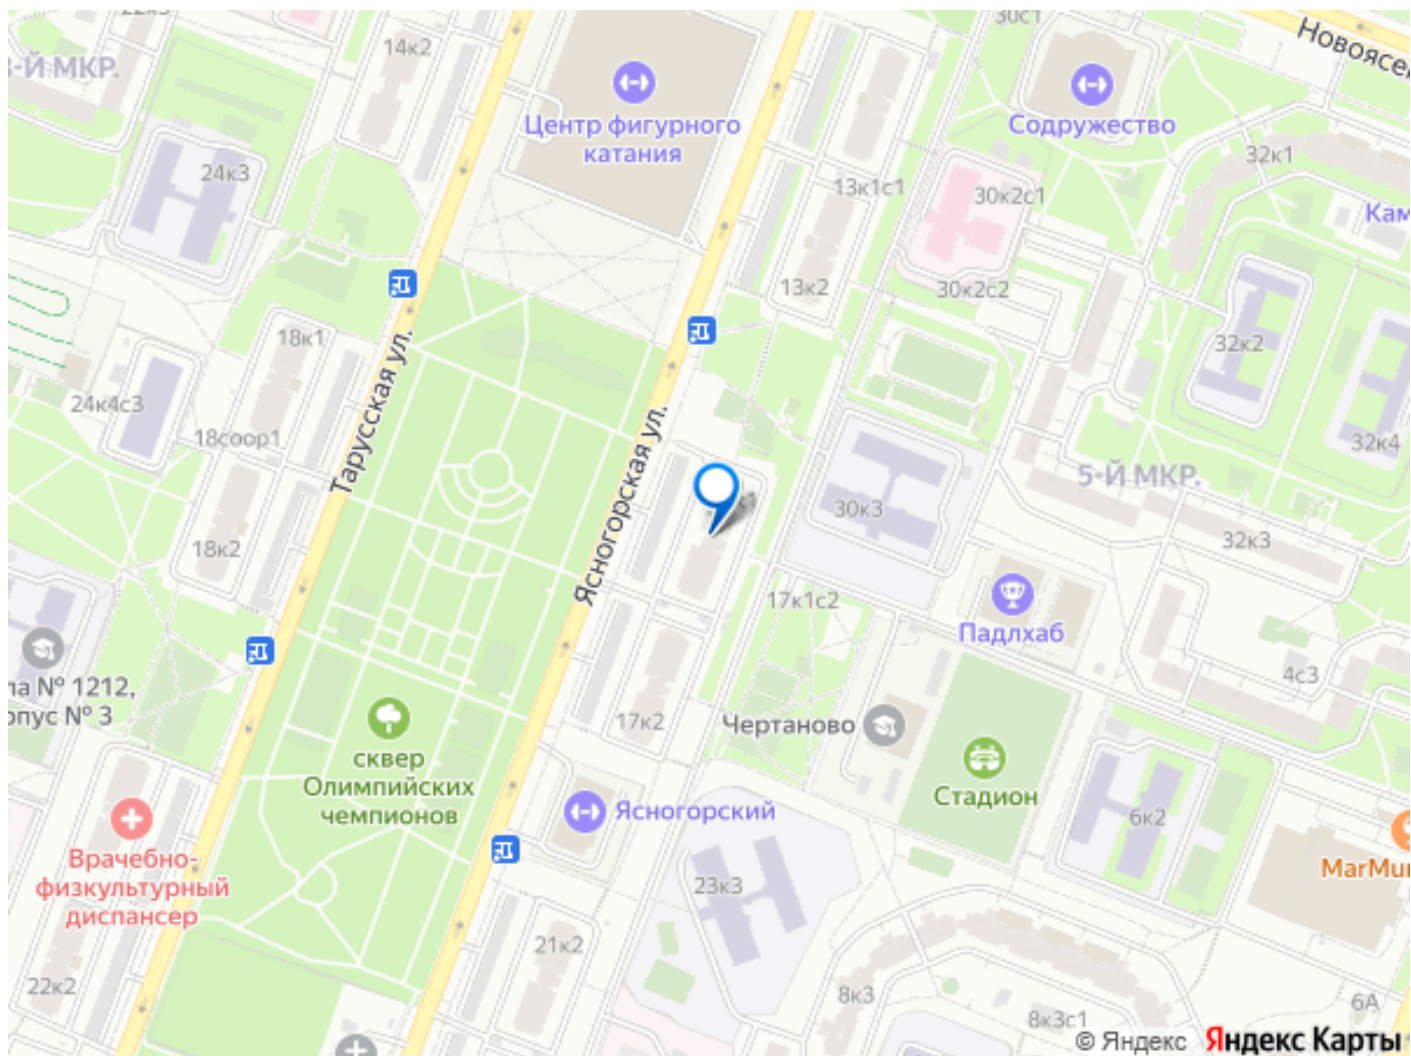 22к3
30с1
Новоясе
14к2
3-Й МКР.
Центр фигурного
катания
Содружество
32к1
24к3
13к1с1
30к2с1
Кам
13к2
30к2с2
18к1
32к2
24к4с3
Тарусская ул.
18соор1
32к4
Ясногорская ул.
5-Й МКР.
30к3
32к3
18к2
17к1с2
Падлхаб
ла № 1212,
рпус № 3
4с3
17к2
Чертаново
сквер
Олимпийских
чемпионов
Стадион
Ясногорский
6к2
Врачебно-
физкультурный
диспансер
MarMu
23к3
21к2
22к2
8к3
8к3с1
6А
© Яндекс Яндекс Карты